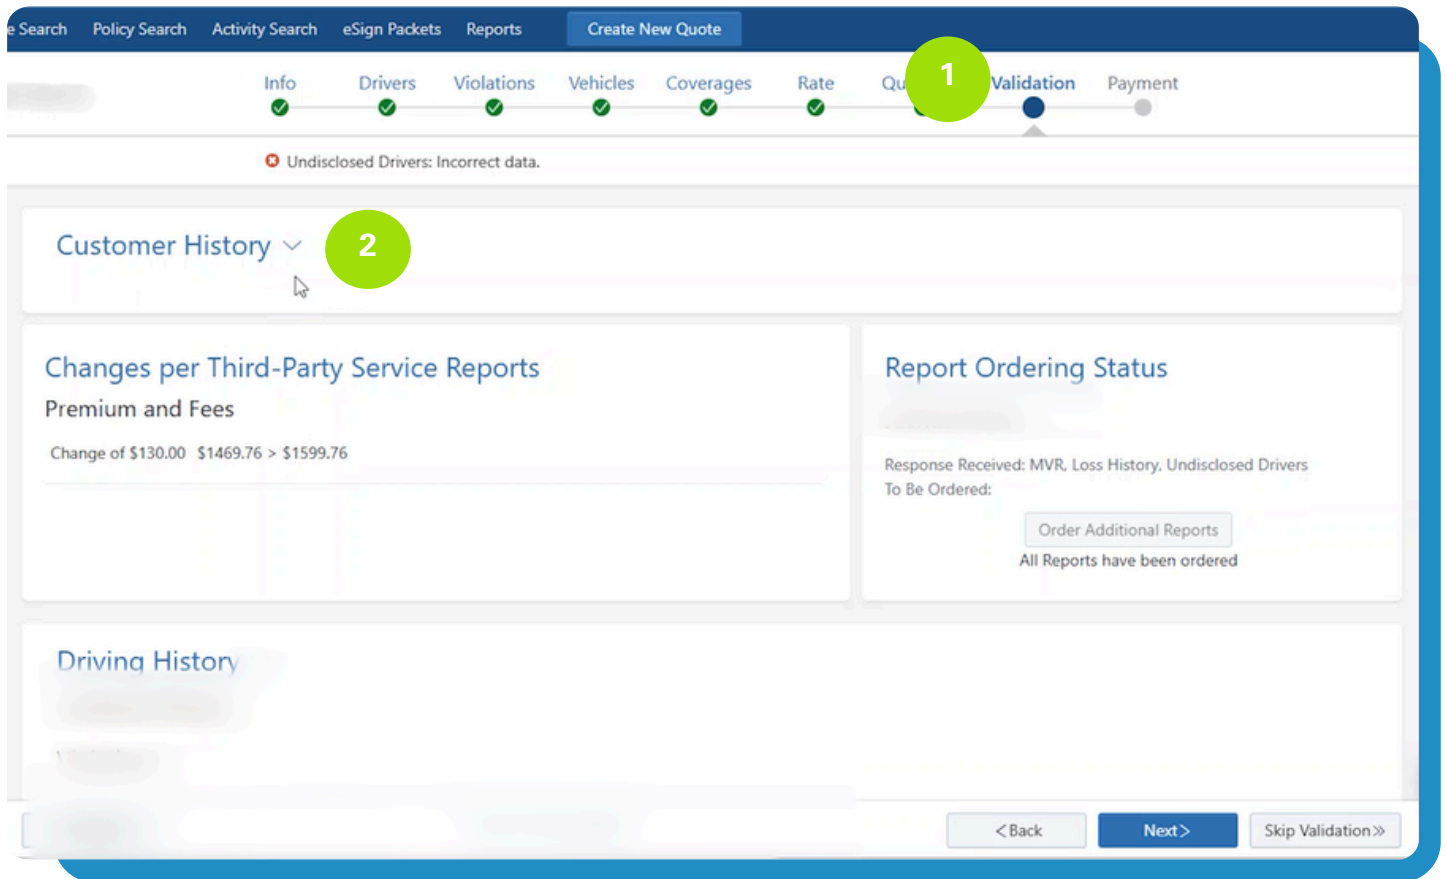 e Search Policy Search Activity Search eSign Packets Reports Create New Quote
1
Info Drivers Violations Vehicles Coverages Rate Qu Validation Payment
Undisclosed Drivers: Incorrect data.
Customer History
2
Changes per Third-Party Service Reports
Premium and Fees
Change of $130.00 $1469.76 > $1599.76
Report Ordering Status
Response Received: MVR, Loss History, Undisclosed Drivers
To Be Ordered:
Order Additional Reports
All Reports have been ordered
Driving History
<Back Next> Skip Validation»